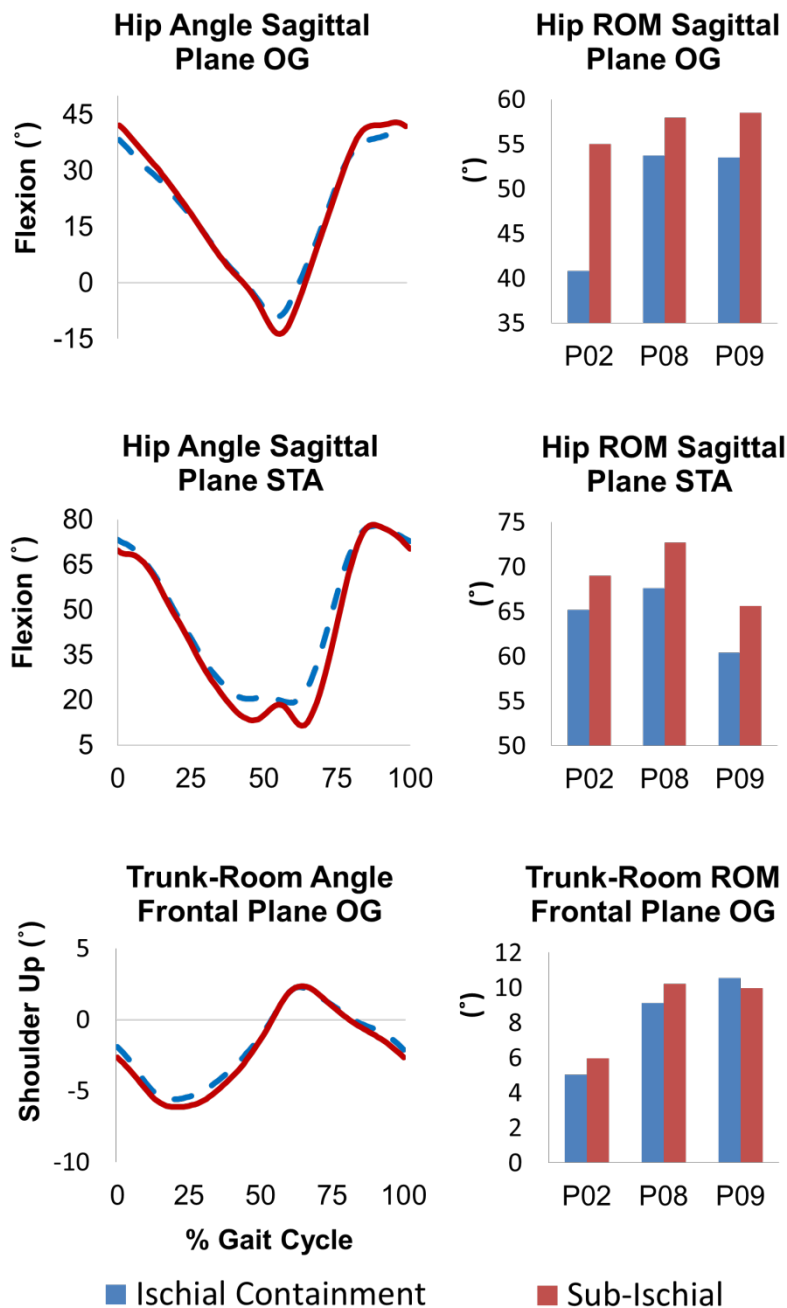 Hip Angle Sagittal
Plane OG
Flexion (˚)
45
30
15
0
-15
Hip ROM Sagittal
Plane OG
(˚)
60
55
50
45
40
35
P02 P08 P09
Hip Angle Sagittal
Plane STA
Flexion (˚)
80
65
50
35
20
5
0 25 50 75 100
Hip ROM Sagittal
Plane STA
(˚)
75
70
65
60
55
50
P02 P08 P09
Trunk-Room Angle
Frontal Plane OG
Shoulder Up (˚)
5
0
-5
-10
0 25 50 75 100
% Gait Cycle
Trunk-Room ROM
Frontal Plane OG
(˚)
12
10
8
6
4
2
0
P02 P08 P09
Ischial Containment
Sub-Ischial